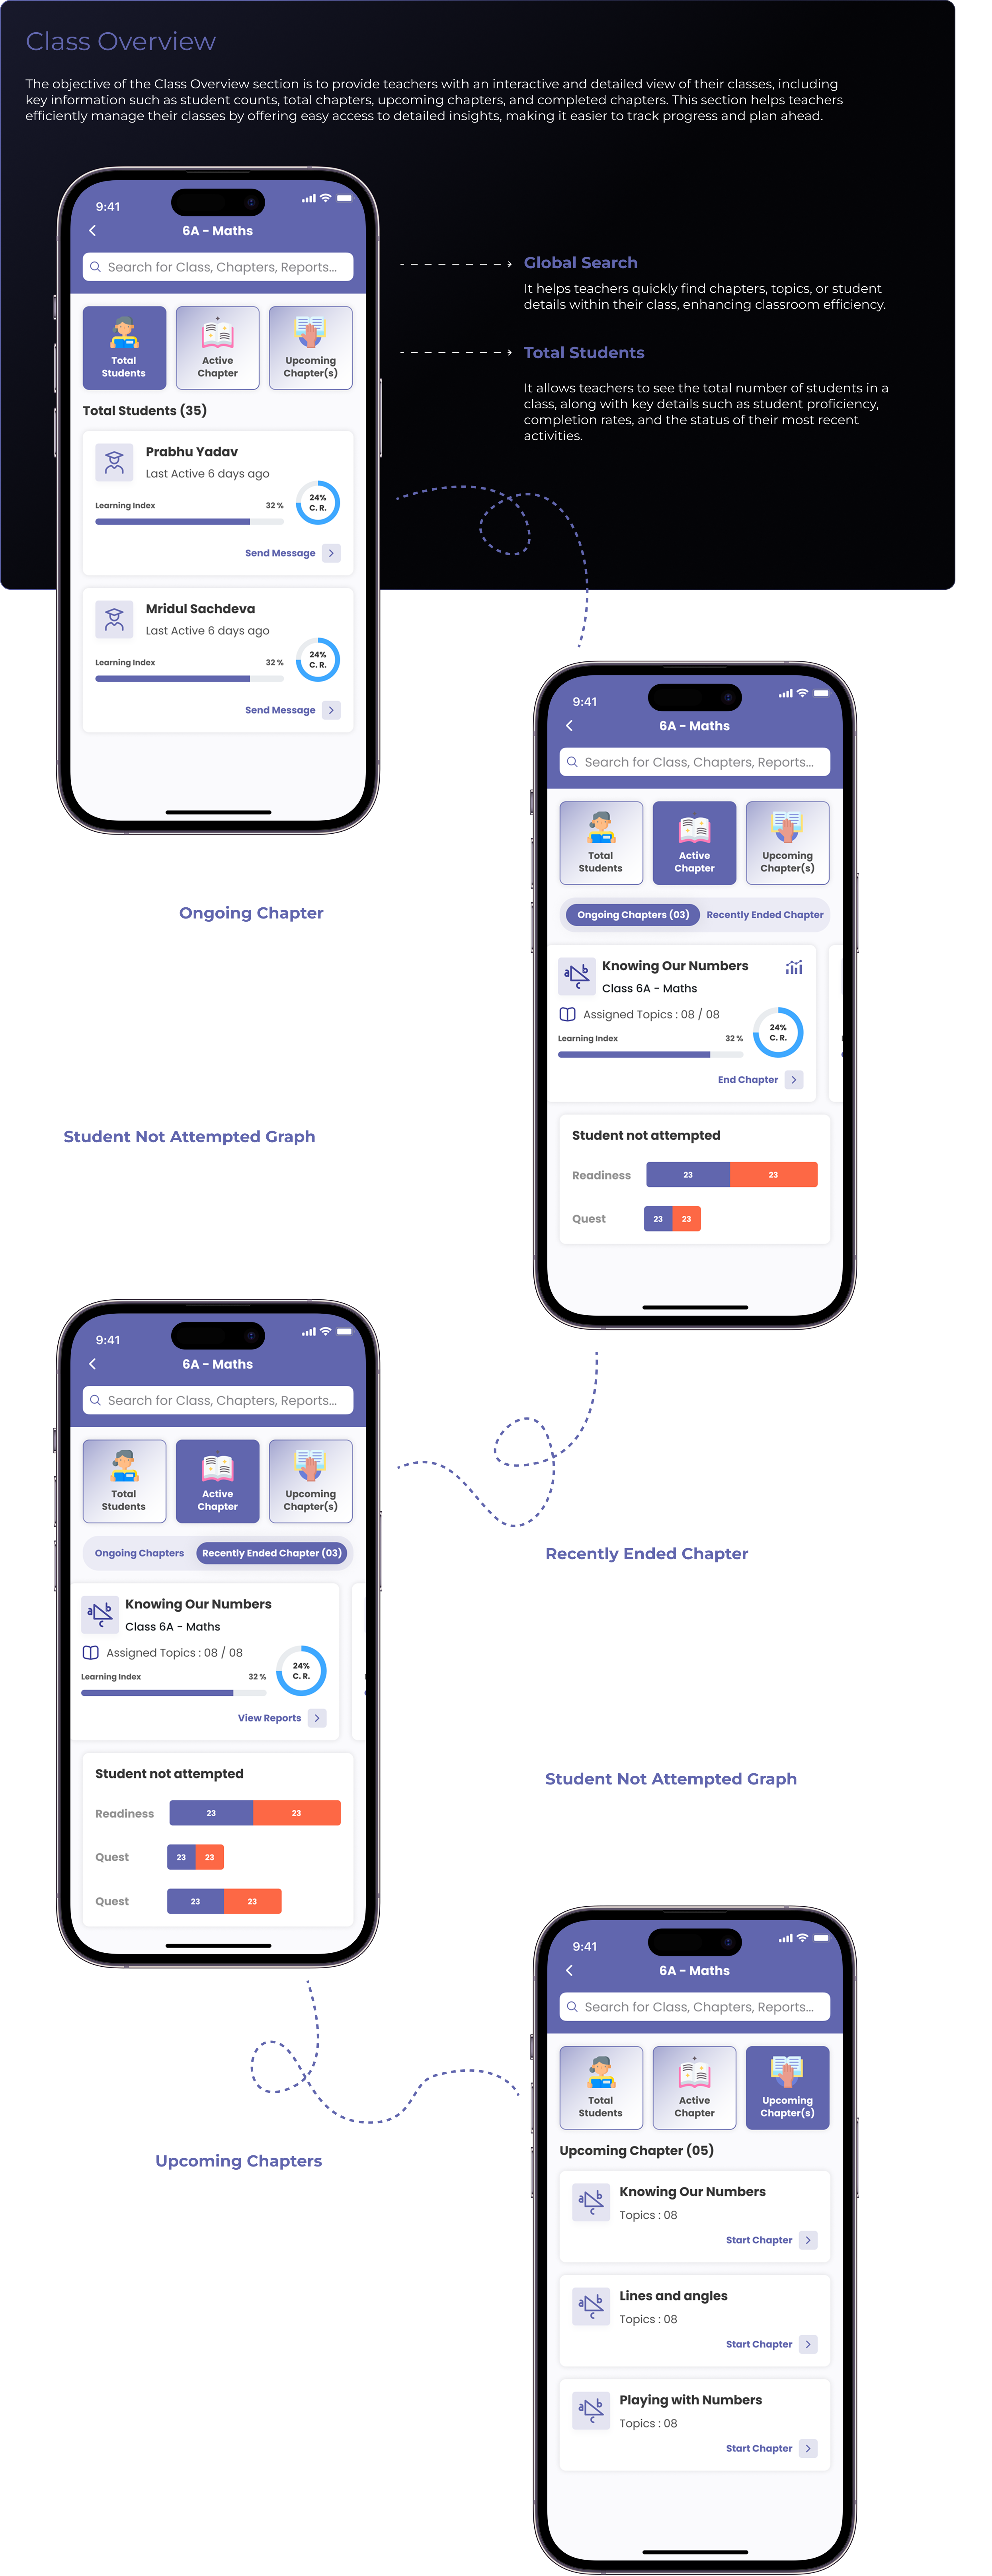 Class Overview
The objective of the Class Overview section is to provide teachers with an interactive and detailed view of their classes, including
key information such as student counts, total chapters, upcoming chapters, and completed chapters. This section helps teachers
efficiently manage their classes by offering easy access to detailed insights, making it easier to track progress and plan ahead.
9:41
6A - Maths
Search for Class, Chapters, Reports...
Total
Students
Active
Chapter
Upcoming
Chapter(s)
Total Students (35)
Prabhu Yadav
Last Active 6 days ago
Learning Index
32 %
24%
C. R.
Send Message
Mridul Sachdeva
Last Active 6 days ago
Learning Index
32 %
24%
C. R.
Send Message
Global Search
It helps teachers quickly find chapters, topics, or student
details within their class, enhancing classroom efficiency.
Total Students
It allows teachers to see the total number of students in a
class, along with key details such as student proficiency,
completion rates, and the status of their most recent
activities.
Ongoing Chapter
Student Not Attempted Graph
9:41
6A - Maths
Search for Class, Chapters, Reports...
Total
Students
Active
Chapter
Upcoming
Chapter(s)
Ongoing Chapters (03)
Recently Ended Chapter
a b c
Knowing Our Numbers
Class 6A - Maths
Assigned Topics : 08 / 08
Learning Index
32 %
24%
C. R.
End Chapter
Student not attempted
Readiness
23
23
Quest
23
23
9:41
6A - Maths
Search for Class, Chapters, Reports...
Total
Students
Active
Chapter
Upcoming
Chapter(s)
Ongoing Chapters
Recently Ended Chapter (03)
a b c
Knowing Our Numbers
Class 6A - Maths
Assigned Topics : 08 / 08
Learning Index
32 %
24%
C. R.
View Reports
Student not attempted
Readiness
23
23
Quest
23
23
Quest
23
23
Recently Ended Chapter
Student Not Attempted Graph
Upcoming Chapters
9:41
6A - Maths
Search for Class, Chapters, Reports...
Total
Students
Active
Chapter
Upcoming
Chapter(s)
Upcoming Chapter (05)
a b c
Knowing Our Numbers
Topics : 08
Start Chapter
a b c
Lines and angles
Topics : 08
Start Chapter
a b c
Playing with Numbers
Topics : 08
Start Chapter